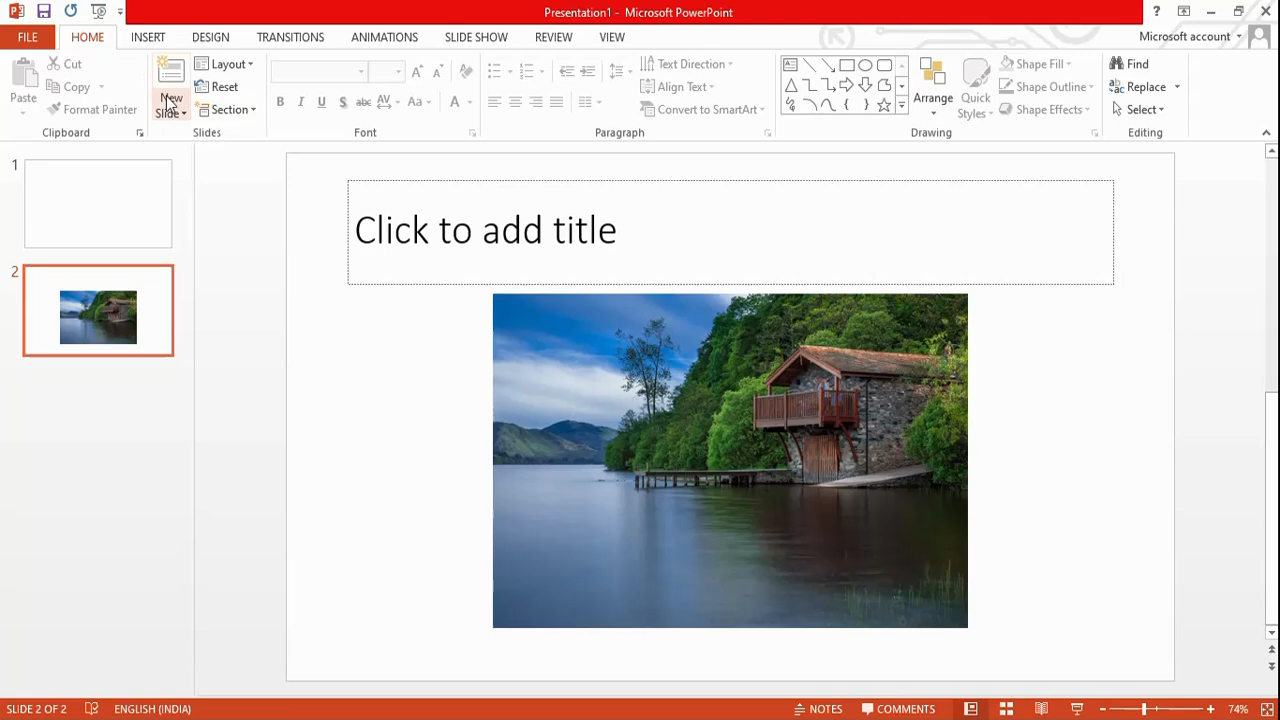 Presentation1 - Microsoft PowerPoint
FILE HOME INSERT DESIGN TRANSITIONS ANIMATIONS SLIDE SHOW REVIEW VIEW Microsoft account
Paste
Cut
Copy
Format Painter
Clipboard
New
Slide
Layout
Reset
Section
Slides
B I U S abc AV Aa A
Font
Text Direction
Align Text
Convert to SmartArt
Paragraph
Arrange
Quick
Styles
Shape Fill
Shape Outline
Shape Effects
Drawing
Find
Replace
Select
Editing
1
2
Click to add title
SLIDE 2 OF 2 ENGLISH (INDIA) NOTES COMMENTS 74%